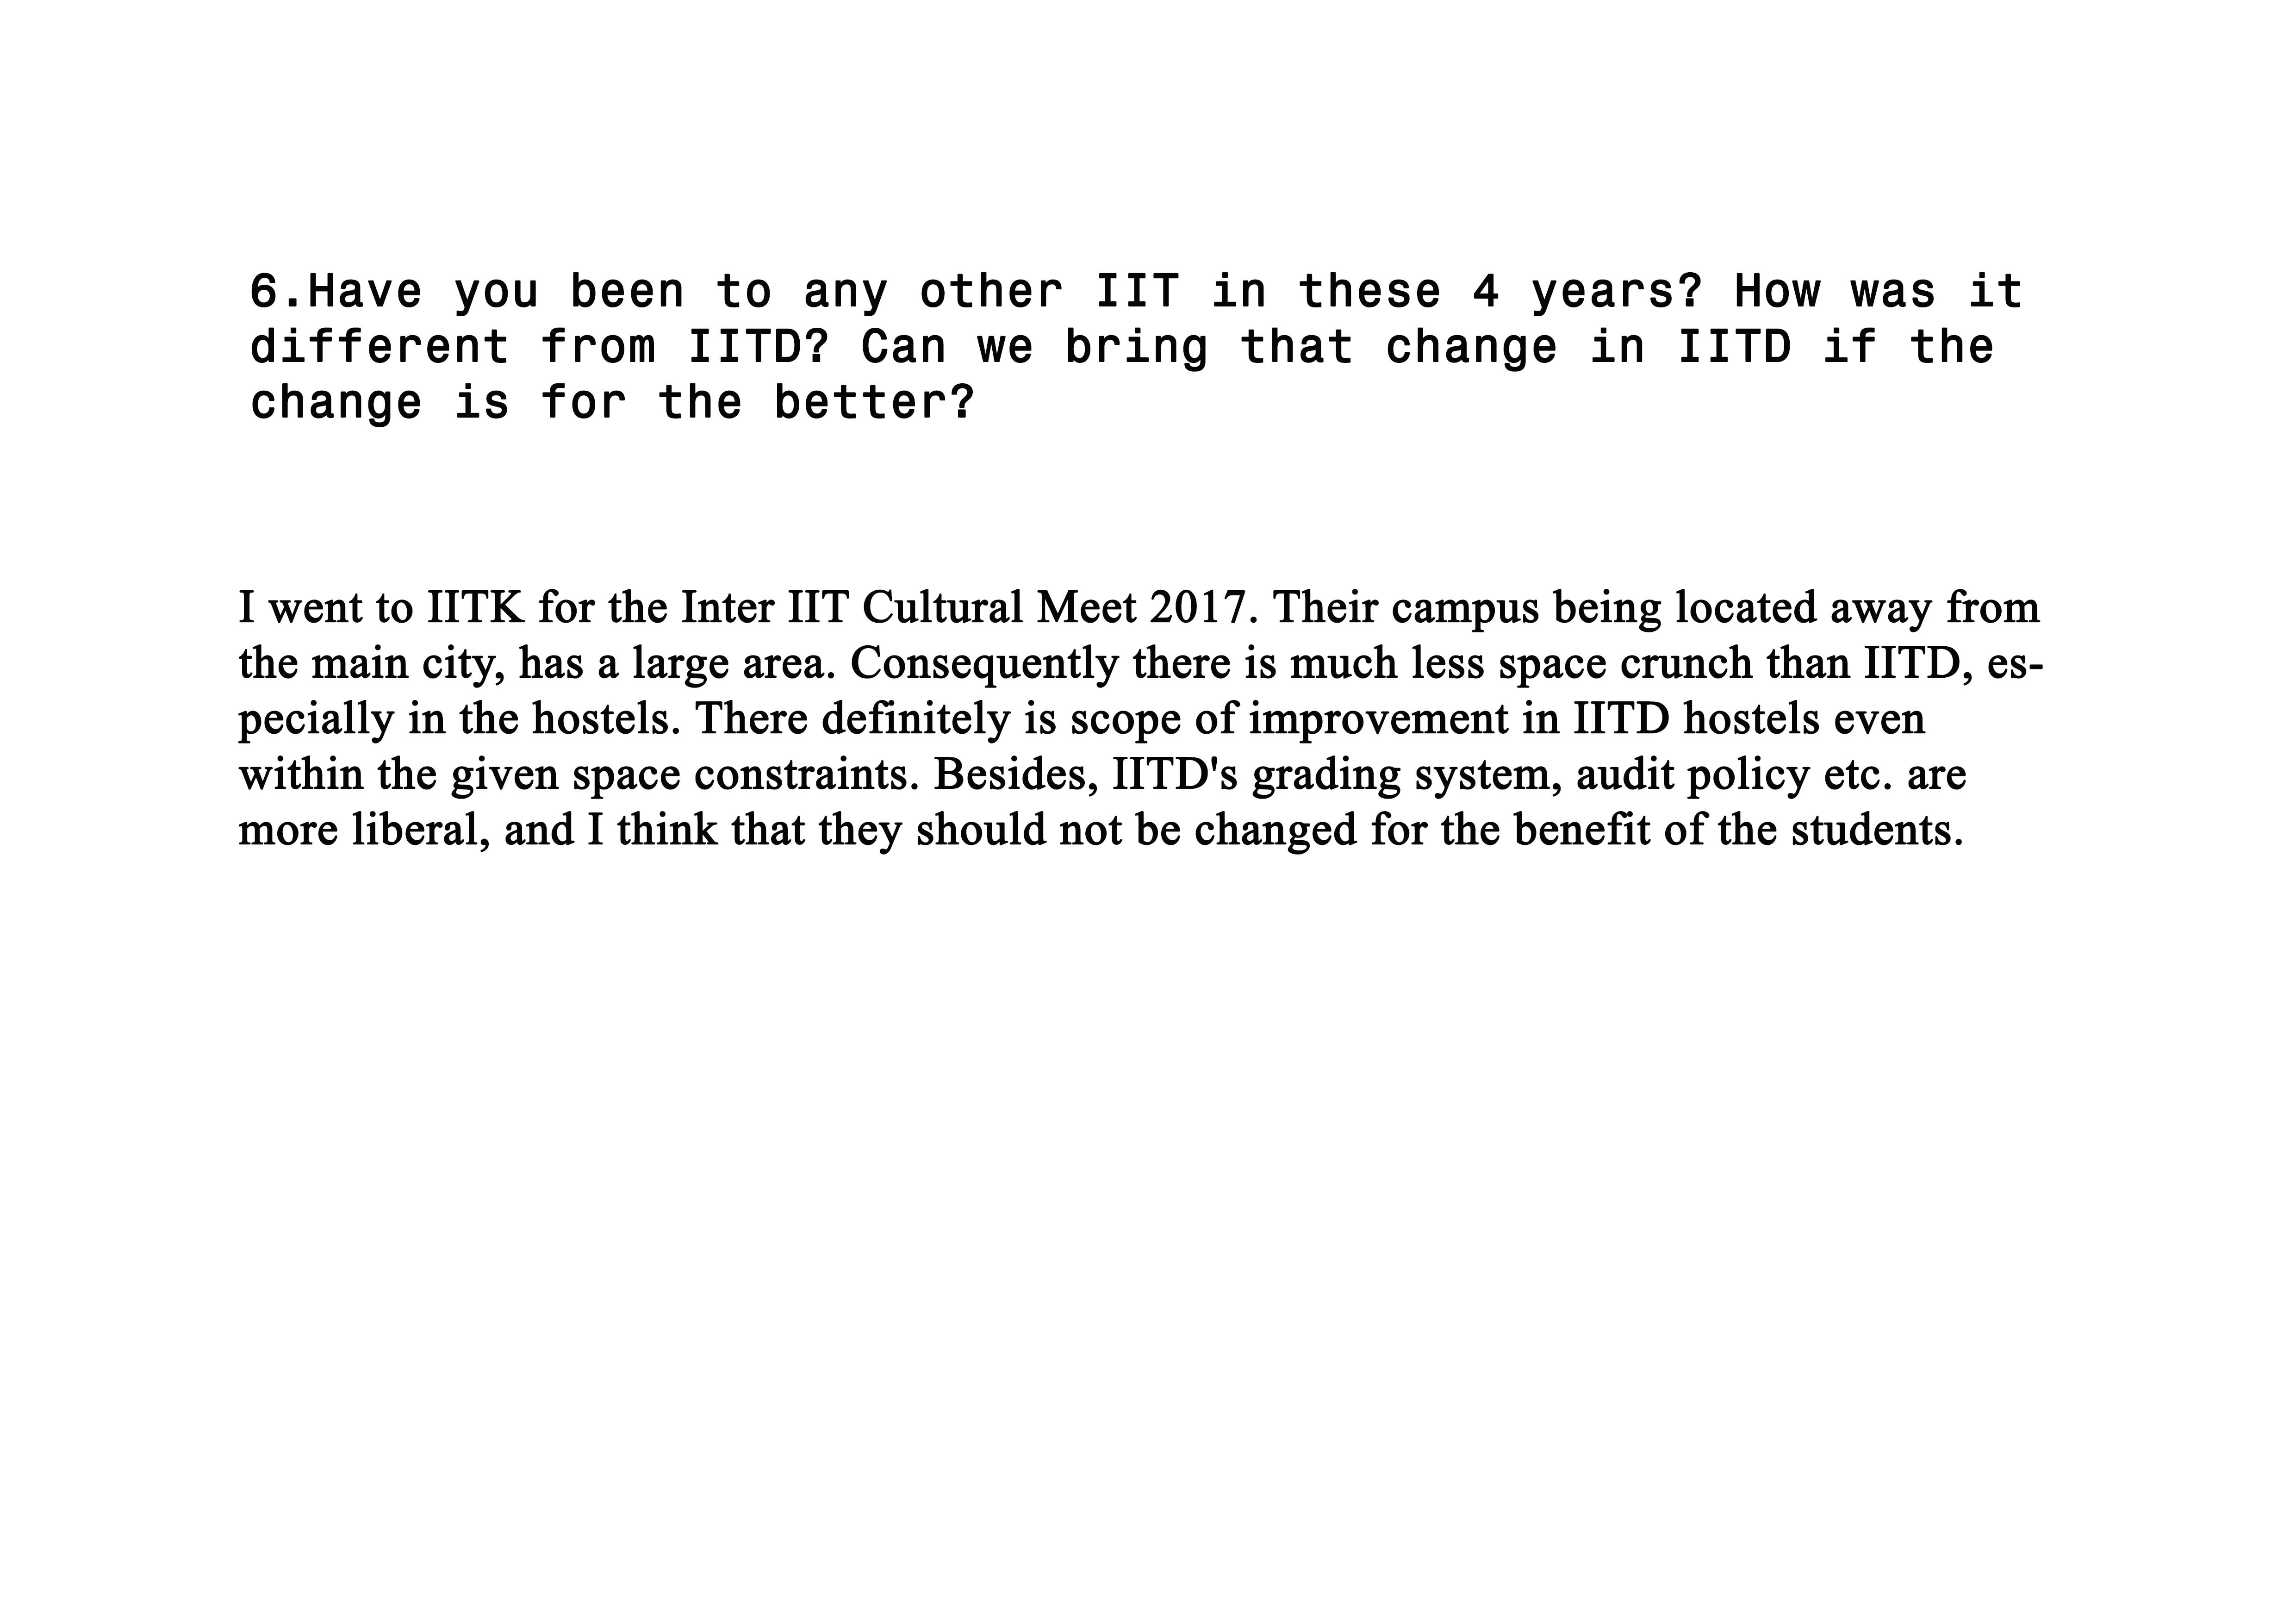 6.Have you been to any other IIT in these 4 years? How was it
different from IITD? Can we bring that change in IITD if the
change is for the better?
I went to IITK for the Inter IIT Cultural Meet 2017. Their campus being located away from
the main city, has a large area. Consequently there is much less space crunch than IITD, es-
pecially in the hostels. There definitely is scope of improvement in IITD hostels even
within the given space constraints. Besides, IITD's grading system, audit policy etc. are
more liberal, and I think that they should not be changed for the benefit of the students.